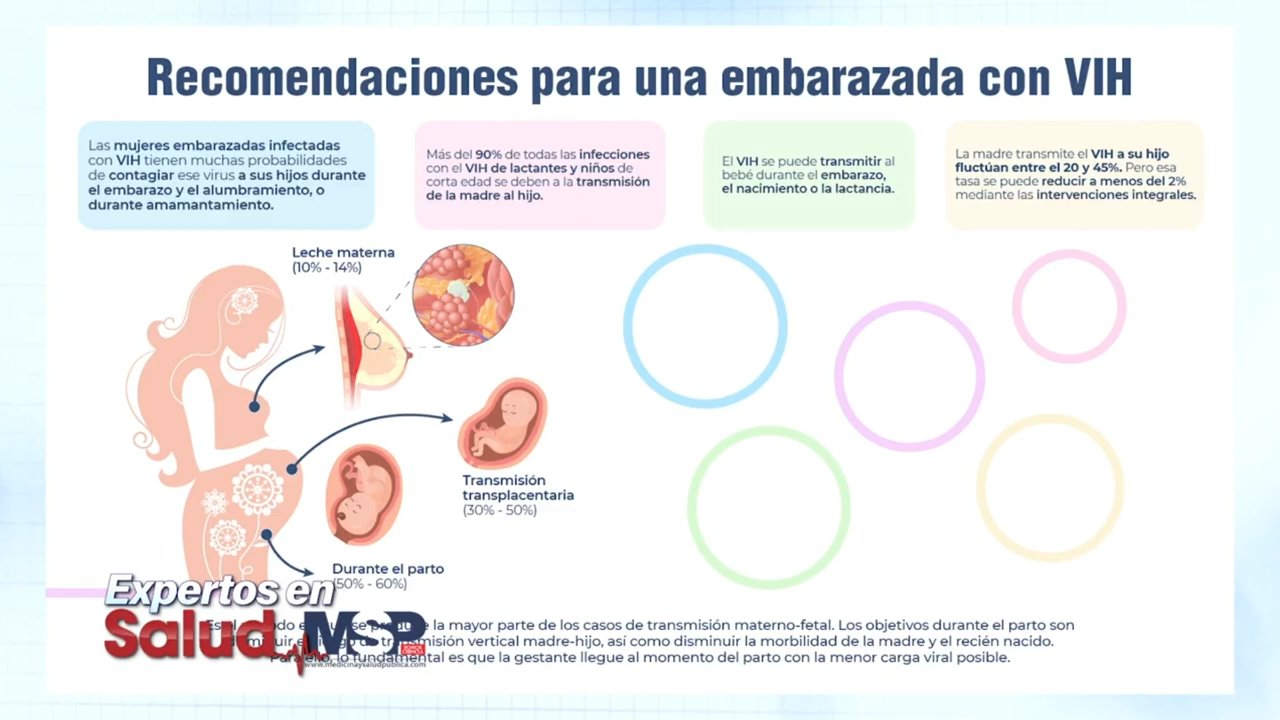 Recomendaciones para una embarazada con VIH
Las mujeres embarazadas infectadas
con VIH tienen muchas probabilidades
de contagiar ese virus a sus hijos durante
el embarazo y el alumbramiento, o
durante amamantamiento.
Más del 90% de todas las infecciones
con el VIH de lactantes y niños de
corta edad se deben a la transmisión
de la madre al hijo.
El VIH se puede transmitir al
bebé durante el embarazo,
el nacimiento o la lactancia.
La madre transmite el VIH a su hijo
fluctúan entre el 20 y 45%. Pero esa
tasa se puede reducir a menos del 2%
mediante las intervenciones integrales.
Leche materna
(10% - 14%)
Transmisión
transplacentaria
(30% - 50%)
Durante el parto
(50% - 60%)
la mayor parte de los casos de transmisión materno-fetal. Los objetivos durante el parto son
transmisión vertical madre-hijo, así como disminuir la morbilidad de la madre y el recién nacido.
Para ello, lo fundamental es que la gestante llegue al momento del parto con la menor carga viral posible.
Expertos en
Salud MSP
www.medicinaysaludpublica.com